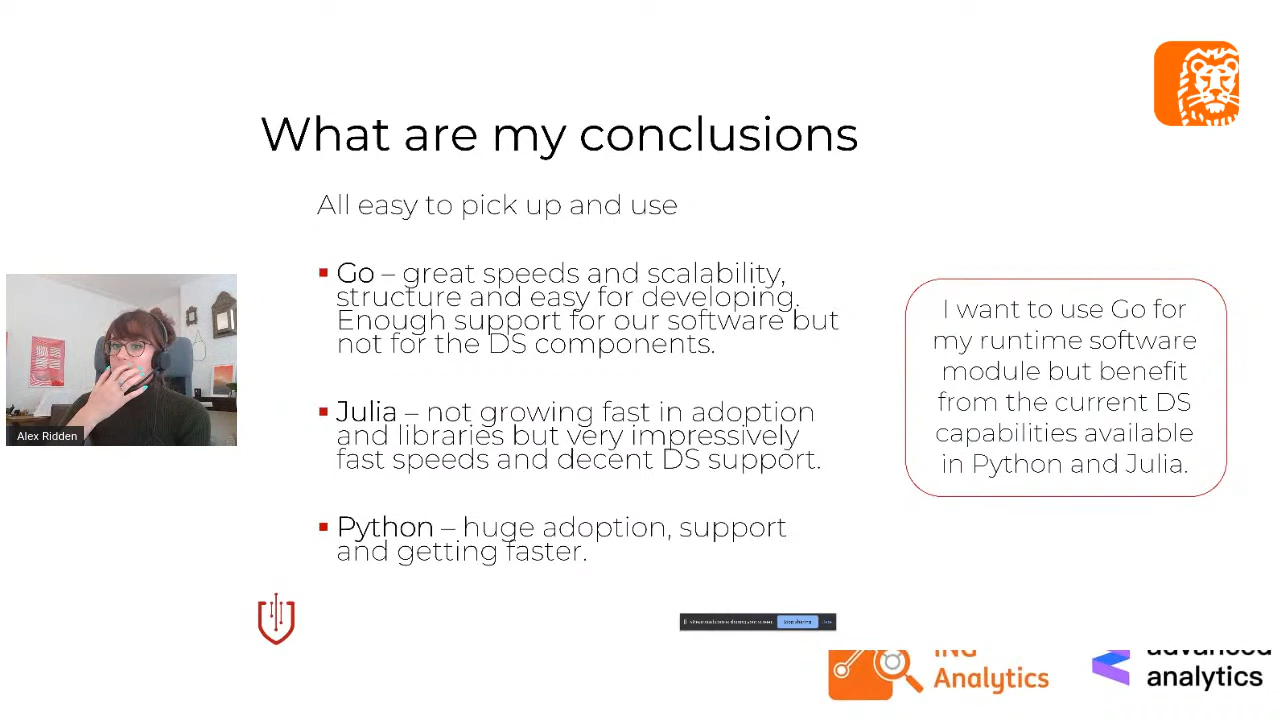 What are my conclusions
All easy to pick up and use
Go – great speeds and scalability,
structure and easy for developing.
Enough support for our software but
not for the DS components.
Julia – not growing fast in adoption
and libraries but very impressively
fast speeds and decent DS support.
Python – huge adoption, support
and getting faster.
I want to use Go for
my runtime software
module but benefit
from the current DS
capabilities available
in Python and Julia.
Alex Ridden
Stop sharing
ING
Analytics
advanced
analytics